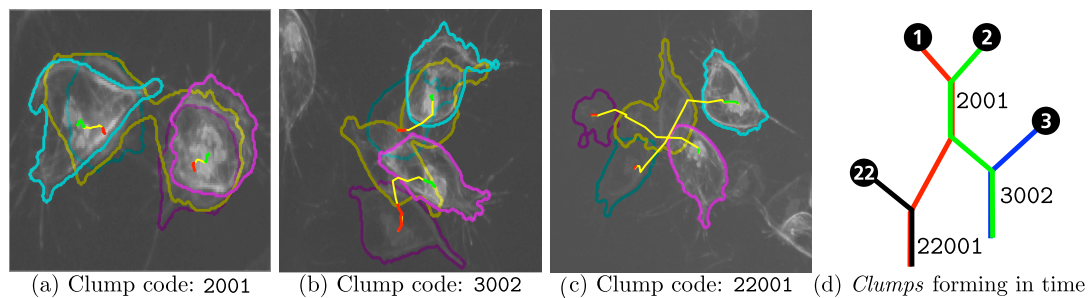 1 2
2001
3
22
3002
22001
(a) Clump code: 2001
(b) Clump code: 3002
(c) Clump code: 22001
(d) Clumps forming in time